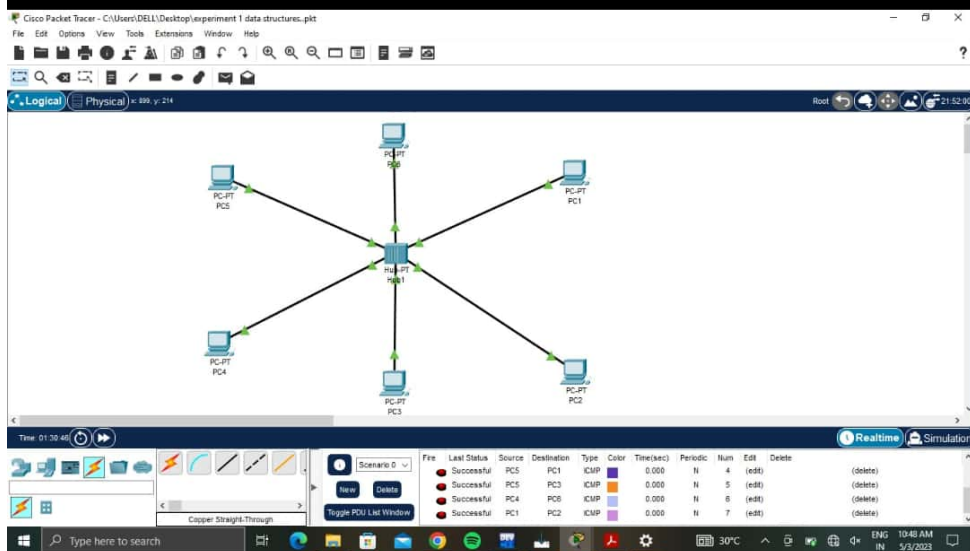 Cisco Packet Tracer - C:\Users\DELL\Desktop\experiment 1 data structures..pkt
File Edit Options View Tools Extensions Window Help
?
Logical Physical x: 899, y: 214 Root 21:52:00
PC-PT
PC6
PC-PT
PC5
PC-PT
PC1
Hub-PT
Hub1
PC-PT
PC4
PC-PT
PC3
PC-PT
PC2
Time: 01:30:46 Realtime Simulation
Scenario 0
New Delete
Toggle PDU List Window
Copper Straight-Through
Fire Last Status Source Destination Type Color Time(sec) Periodic Num Edit Delete
Successful PC5 PC1 ICMP 0.000 N 4 (edit) (delete)
Successful PC5 PC3 ICMP 0.000 N 5 (edit) (delete)
Successful PC4 PC6 ICMP 0.000 N 6 (edit) (delete)
Successful PC1 PC2 ICMP 0.000 N 7 (edit) (delete)
Type here to search
30°C
ENG
IN
10:48 AM
5/3/2023